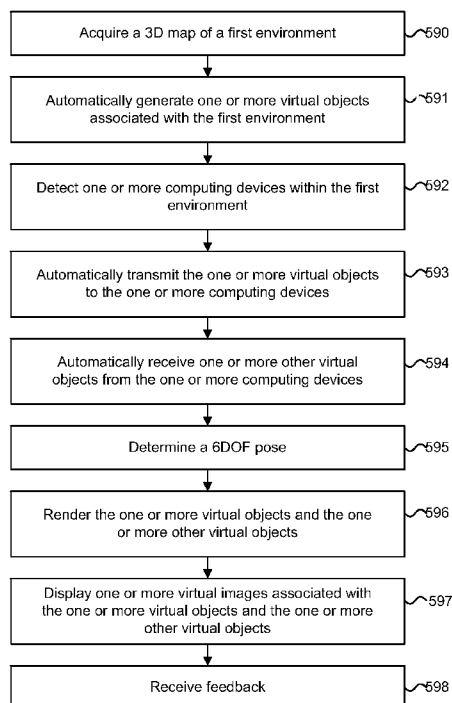 Acquire a 3D map of a first environment
590
Automatically generate one or more virtual objects
associated with the first environment
591
Detect one or more computing devices within the first
environment
592
Automatically transmit the one or more virtual objects
to the one or more computing devices
593
Automatically receive one or more other virtual
objects from the one or more computing devices
594
Determine a 6DOF pose
595
Render the one or more virtual objects and the one
or more other virtual objects
596
Display one or more virtual images associated with
the one or more virtual objects and the one or more
other virtual objects
597
Receive feedback
598